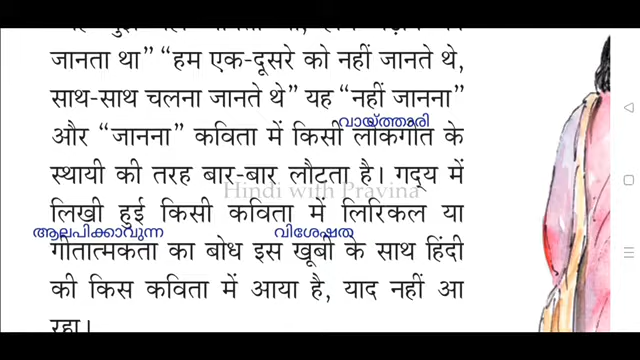 जानता था” “हम एक-दूसरे को नहीं जानते थे,
साथ-साथ चलना जानते थे” यह “नहीं जानना”
വായ്ത്താരി
और “जानना” कविता में किसी लोकगीत के
स्थायी की तरह बार-बार लौटता है। गद्य में
Hindi with Pravina
लिखी हुई किसी कविता में लिरिकल या
ആലപിക്കാവുന്ന വിശേഷത
गीतात्मकता का बोध इस खूबी के साथ हिंदी
की किस कविता में आया है, याद नहीं आ
रहा।